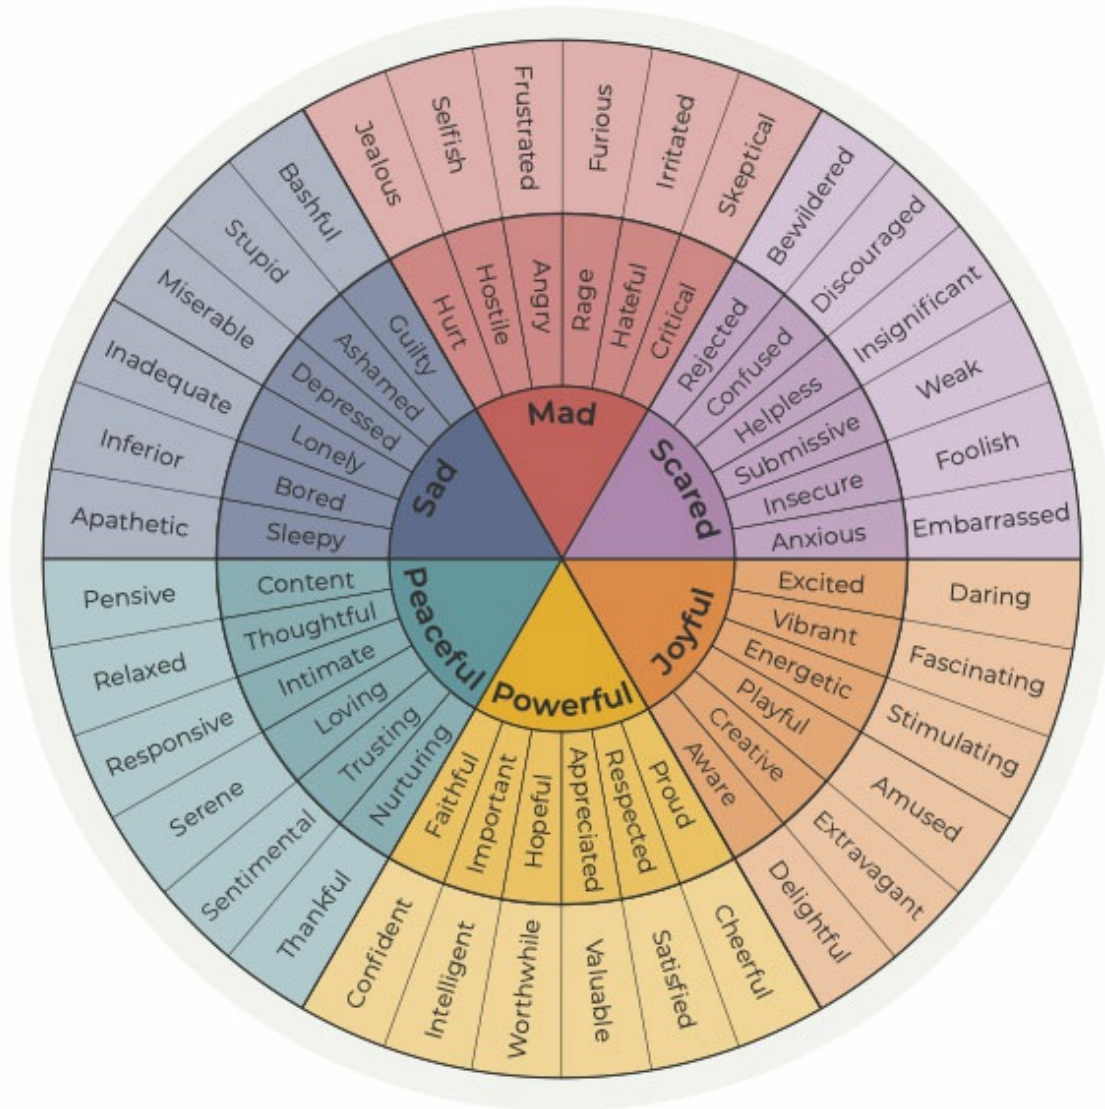 Mad
Scared
Joyful
Powerful
Peaceful
Sad
Hurt
Hostile
Angry
Rage
Hateful
Critical
Rejected
Confused
Helpless
Submissive
Insecure
Anxious
Excited
Vibrant
Energetic
Playful
Creative
Aware
Proud
Respected
Appreciated
Hopeful
Important
Faithful
Nurturing
Trusting
Loving
Intimate
Thoughtful
Content
Sleepy
Bored
Lonely
Depressed
Ashamed
Guilty
Jealous
Selfish
Frustrated
Furious
Irritated
Skeptical
Bewildered
Discouraged
Insignificant
Weak
Foolish
Embarrassed
Daring
Fascinating
Stimulating
Amused
Extravagant
Delightful
Cheerful
Satisfied
Valuable
Worthwhile
Intelligent
Confident
Thankful
Sentimental
Serene
Responsive
Relaxed
Pensive
Apathetic
Inferior
Inadequate
Miserable
Stupid
Bashful